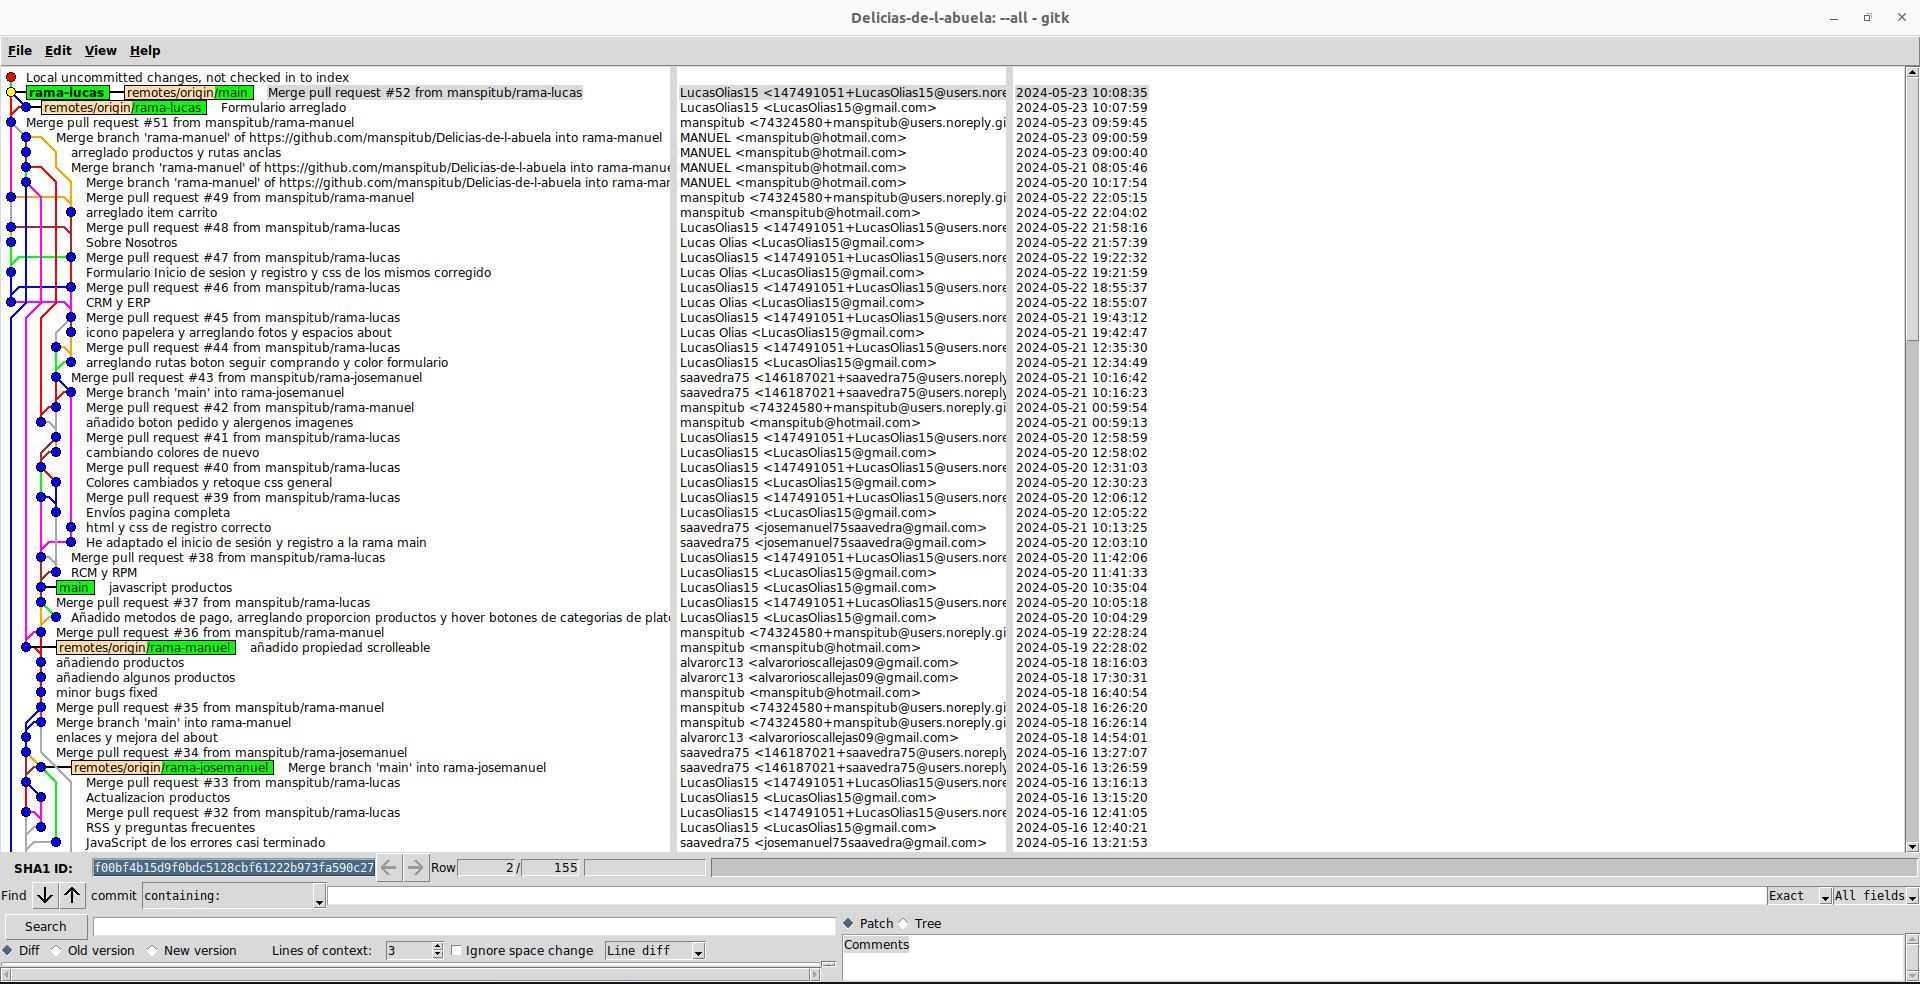 Delicias-de-l-abuela: --all - gitk
File Edit View Help
Local uncommitted changes, not checked in to index
rama-lucas remotes/origin/main Merge pull request #52 from manspitub/rama-lucas LucasOlias15 <147491051+LucasOlias15@users.nore 2024-05-23 10:08:35
remotes/origin/rama-lucas Formulario arreglado LucasOlias15 <LucasOlias15@gmail.com> 2024-05-23 10:07:59
Merge pull request #51 from manspitub/rama-manuel manspitub <74324580+manspitub@users.noreply.gi 2024-05-23 09:59:45
Merge branch 'rama-manuel' of https://github.com/manspitub/Delicias-de-l-abuela into rama-manuel MANUEL <manspitub@hotmail.com> 2024-05-23 09:00:59
arreglado productos y rutas anclas MANUEL <manspitub@hotmail.com> 2024-05-23 09:00:40
Merge branch 'rama-manuel' of https://github.com/manspitub/Delicias-de-l-abuela into rama-manue MANUEL <manspitub@hotmail.com> 2024-05-21 08:05:46
Merge branch 'rama-manuel' of https://github.com/manspitub/Delicias-de-l-abuela into rama-mar MANUEL <manspitub@hotmail.com> 2024-05-20 10:17:54
Merge pull request #49 from manspitub/rama-manuel manspitub <74324580+manspitub@users.noreply.gi 2024-05-22 22:05:15
arreglado item carrito manspitub <manspitub@hotmail.com> 2024-05-22 22:04:02
Merge pull request #48 from manspitub/rama-lucas LucasOlias15 <147491051+LucasOlias15@users.nore 2024-05-22 21:58:16
Sobre Nosotros Lucas Olias <LucasOlias15@gmail.com> 2024-05-22 21:57:39
Merge pull request #47 from manspitub/rama-lucas LucasOlias15 <147491051+LucasOlias15@users.nore 2024-05-22 19:22:32
Formulario Inicio de sesion y registro y css de los mismos corregido Lucas Olias <LucasOlias15@gmail.com> 2024-05-22 19:21:59
Merge pull request #46 from manspitub/rama-lucas LucasOlias15 <147491051+LucasOlias15@users.nore 2024-05-22 18:55:37
CRM y ERP Lucas Olias <LucasOlias15@gmail.com> 2024-05-22 18:55:07
Merge pull request #45 from manspitub/rama-lucas LucasOlias15 <147491051+LucasOlias15@users.nore 2024-05-21 19:43:12
icono papelera y arreglando fotos y espacios about Lucas Olias <LucasOlias15@gmail.com> 2024-05-21 19:42:47
Merge pull request #44 from manspitub/rama-lucas LucasOlias15 <147491051+LucasOlias15@users.nore 2024-05-21 12:35:30
arreglando rutas boton seguir comprando y color formulario LucasOlias15 <LucasOlias15@gmail.com> 2024-05-21 12:34:49
Merge pull request #43 from manspitub/rama-josemanuel saavedra75 <146187021+saavedra75@users.noreply 2024-05-21 10:16:42
Merge branch 'main' into rama-josemanuel saavedra75 <146187021+saavedra75@users.noreply 2024-05-21 10:16:23
Merge pull request #42 from manspitub/rama-manuel manspitub <74324580+manspitub@users.noreply.gi 2024-05-21 00:59:54
añadido boton pedido y alergenos imagenes manspitub <manspitub@hotmail.com> 2024-05-21 00:59:13
Merge pull request #41 from manspitub/rama-lucas LucasOlias15 <147491051+LucasOlias15@users.nore 2024-05-20 12:58:59
cambiando colores de nuevo LucasOlias15 <LucasOlias15@gmail.com> 2024-05-20 12:58:02
Merge pull request #40 from manspitub/rama-lucas LucasOlias15 <147491051+LucasOlias15@users.nore 2024-05-20 12:31:03
Colores cambiados y retoque css general LucasOlias15 <LucasOlias15@gmail.com> 2024-05-20 12:30:23
Merge pull request #39 from manspitub/rama-lucas LucasOlias15 <147491051+LucasOlias15@users.nore 2024-05-20 12:06:12
Envíos pagina completa LucasOlias15 <LucasOlias15@gmail.com> 2024-05-20 12:05:22
html y css de registro correcto saavedra75 <josemanuel75saavedra@gmail.com> 2024-05-21 10:13:25
He adaptado el inicio de sesión y registro a la rama main saavedra75 <josemanuel75saavedra@gmail.com> 2024-05-20 12:03:10
Merge pull request #38 from manspitub/rama-lucas LucasOlias15 <147491051+LucasOlias15@users.nore 2024-05-20 11:42:06
RCM y RPM LucasOlias15 <LucasOlias15@gmail.com> 2024-05-20 11:41:33
main javascript productos LucasOlias15 <LucasOlias15@gmail.com> 2024-05-20 10:35:04
Merge pull request #37 from manspitub/rama-lucas LucasOlias15 <147491051+LucasOlias15@users.nore 2024-05-20 10:05:18
Añadido metodos de pago, arreglando proporcion productos y hover botones de categorias de plat LucasOlias15 <LucasOlias15@gmail.com> 2024-05-20 10:04:29
Merge pull request #36 from manspitub/rama-manuel manspitub <74324580+manspitub@users.noreply.gi 2024-05-19 22:28:24
remotes/origin/rama-manuel añadido propiedad scrolleable manspitub <manspitub@hotmail.com> 2024-05-19 22:28:02
añadiendo productos alvarorc13 <alvarorioscallejas09@gmail.com> 2024-05-18 18:16:03
añadiendo algunos productos alvarorc13 <alvarorioscallejas09@gmail.com> 2024-05-18 17:30:31
minor bugs fixed manspitub <manspitub@hotmail.com> 2024-05-18 16:40:54
Merge pull request #35 from manspitub/rama-manuel manspitub <74324580+manspitub@users.noreply.gi 2024-05-18 16:26:20
Merge branch 'main' into rama-manuel manspitub <74324580+manspitub@users.noreply.gi 2024-05-18 16:26:14
enlaces y mejora del about alvarorc13 <alvarorioscallejas09@gmail.com> 2024-05-18 14:54:01
Merge pull request #34 from manspitub/rama-josemanuel saavedra75 <146187021+saavedra75@users.noreply 2024-05-16 13:27:07
remotes/origin/rama-josemanuel Merge branch 'main' into rama-josemanuel saavedra75 <146187021+saavedra75@users.noreply 2024-05-16 13:26:59
Merge pull request #33 from manspitub/rama-lucas LucasOlias15 <147491051+LucasOlias15@users.nore 2024-05-16 13:16:13
Actualizacion productos LucasOlias15 <LucasOlias15@gmail.com> 2024-05-16 13:15:20
Merge pull request #32 from manspitub/rama-lucas LucasOlias15 <147491051+LucasOlias15@users.nore 2024-05-16 12:41:05
RSS y preguntas frecuentes LucasOlias15 <LucasOlias15@gmail.com> 2024-05-16 12:40:21
JavaScript de los errores casi terminado saavedra75 <josemanuel75saavedra@gmail.com> 2024-05-16 13:21:53
SHA1 ID: f00bf4b15d9f0bdc5128cbf61222b973fa590c27 Row 2 / 155
Find commit containing: Exact All fields
Search Patch Tree
Diff Old version New version Lines of context: 3 Ignore space change Line diff Comments